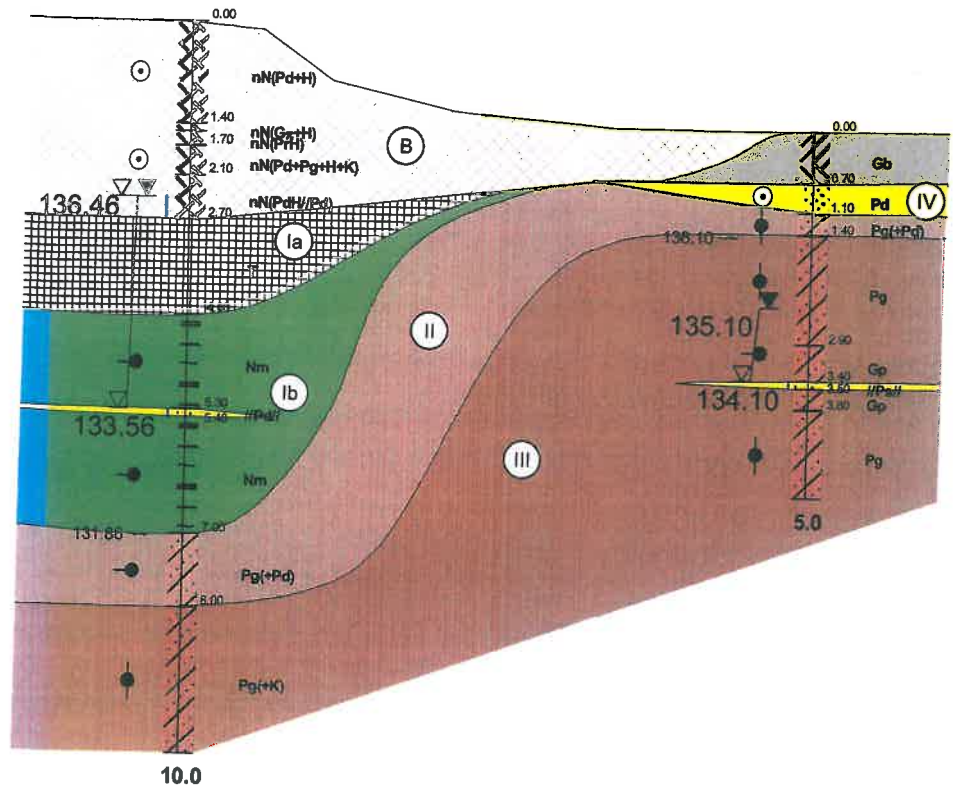 0.00
nN(Pd+H)
1.40
nN(Gπ+H)
1.70
nN(PrH)
B
2.10
nN(Pd+Pg+H+K)
136.46
2.70
nN(PdH//Pd)
Ia
0.00
Gb
0.70
Pd
IV
1.10
1.40
Pg(+Pd)
136.10
Pg
II
135.10
2.90
Nm
Ib
Gp
5.30
3.40
//Pd//
5.40
133.56
134.10
3.80
Gp
III
Pg
Nm
5.0
131.86
7.00
Pg(+Pd)
8.00
Pg(+K)
10.0